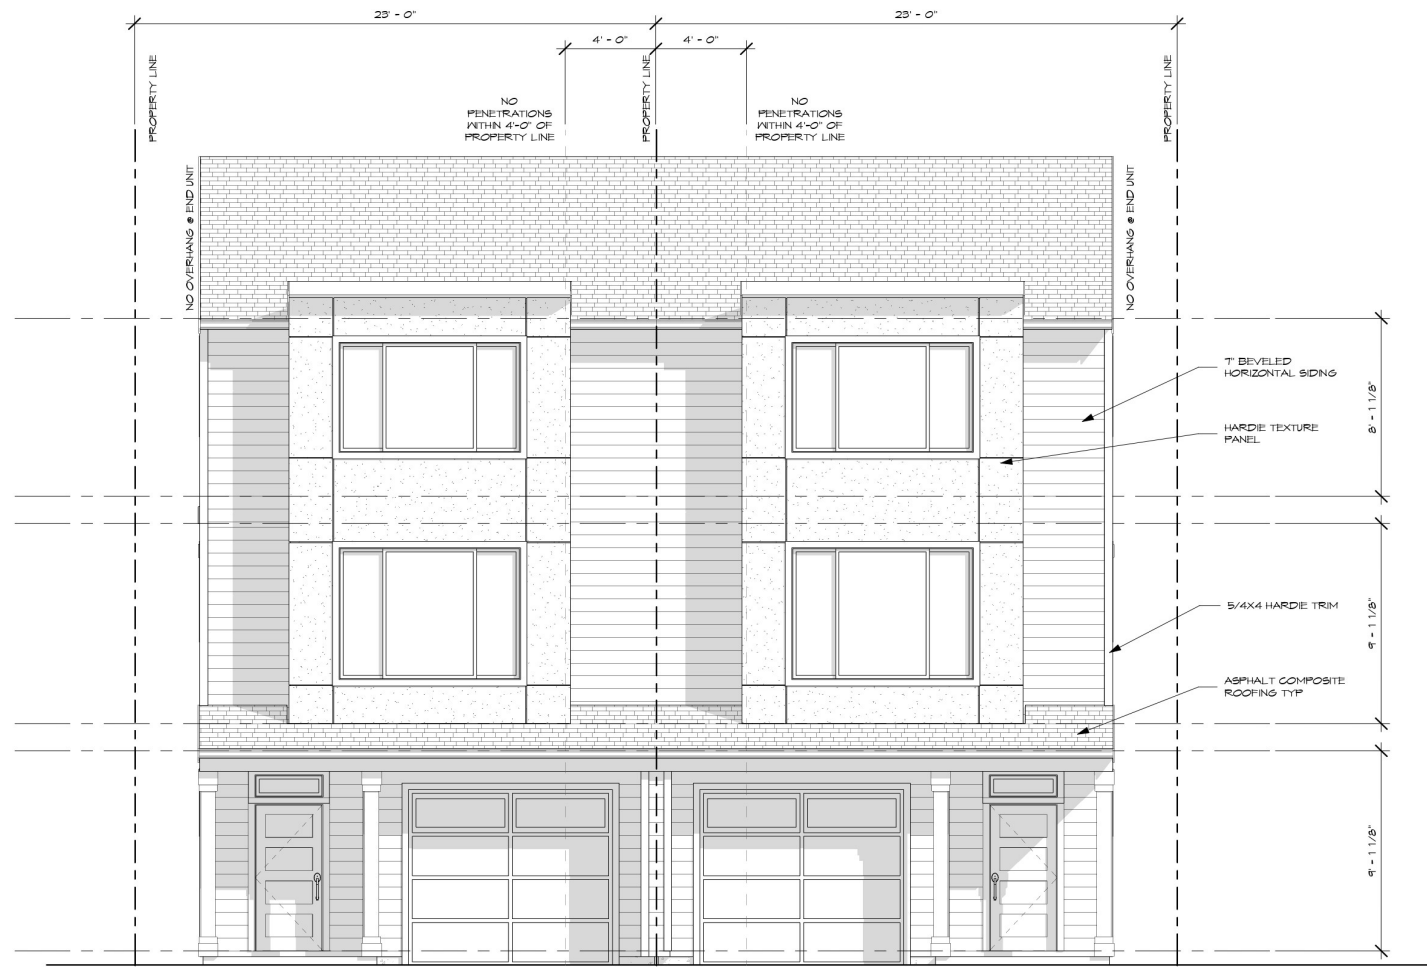 23' - 0"
23' - 0"
4' - 0"
4' - 0"
PROPERTY LINE
NO
PENETRATIONS
WITHIN 4'-0" OF
PROPERTY LINE
PROPERTY LINE
NO
PENETRATIONS
WITHIN 4'-0" OF
PROPERTY LINE
PROPERTY LINE
NO OVERHANG @ END UNIT
NO OVERHANG @ END UNIT
7" BEVELED
HORIZONTAL SIDING
8' - 1 1/8"
HARDIE TEXTURE
PANEL
5/4X4 HARDIE TRIM
9' - 1 1/8"
ASPHALT COMPOSITE
ROOFING TYP
9' - 1 1/8"